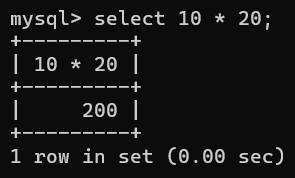 mysql> select 10 * 20;
+---------+
| 10 * 20 |
+---------+
|     200 |
+---------+
1 row in set (0.00 sec)